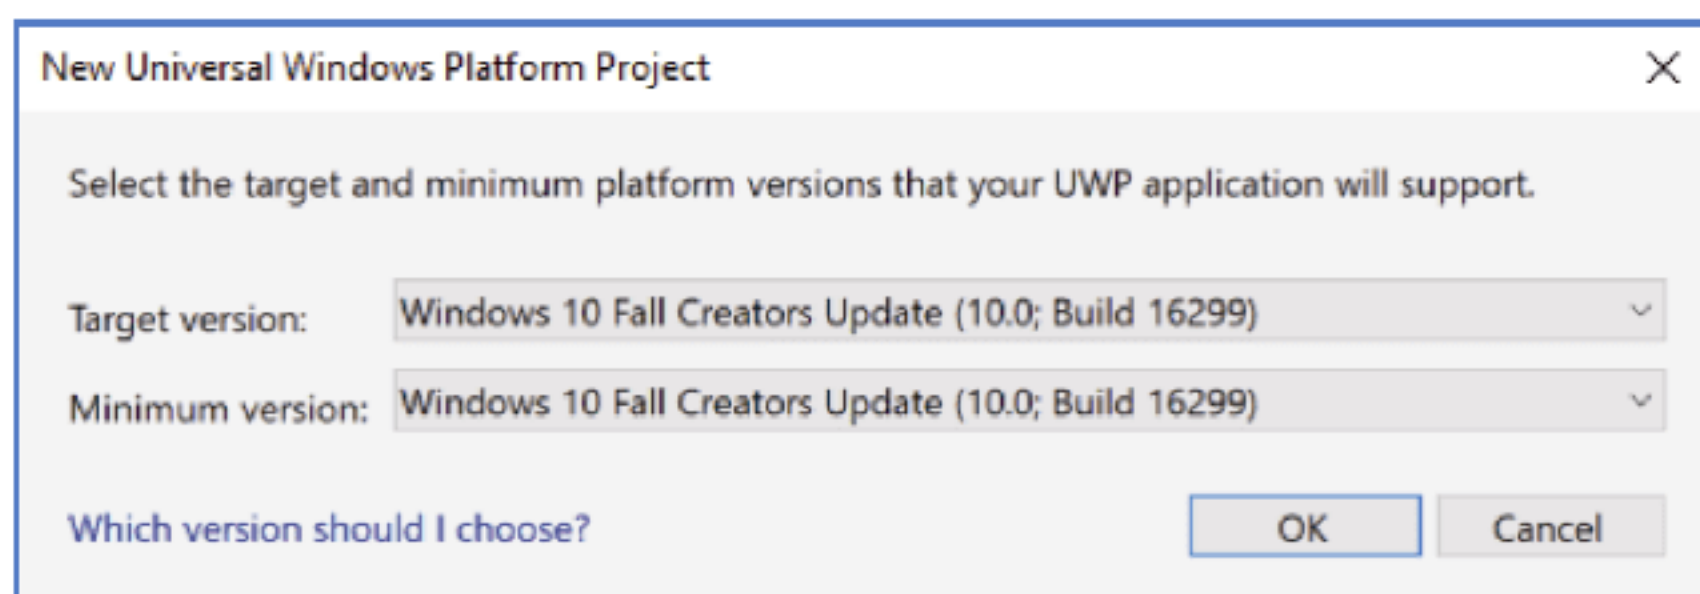 New Universal Windows Platform Project
Select the target and minimum platform versions that your UWP application will support.
Target version: Windows 10 Fall Creators Update (10.0; Build 16299)
Minimum version: Windows 10 Fall Creators Update (10.0; Build 16299)
Which version should I choose? OK Cancel